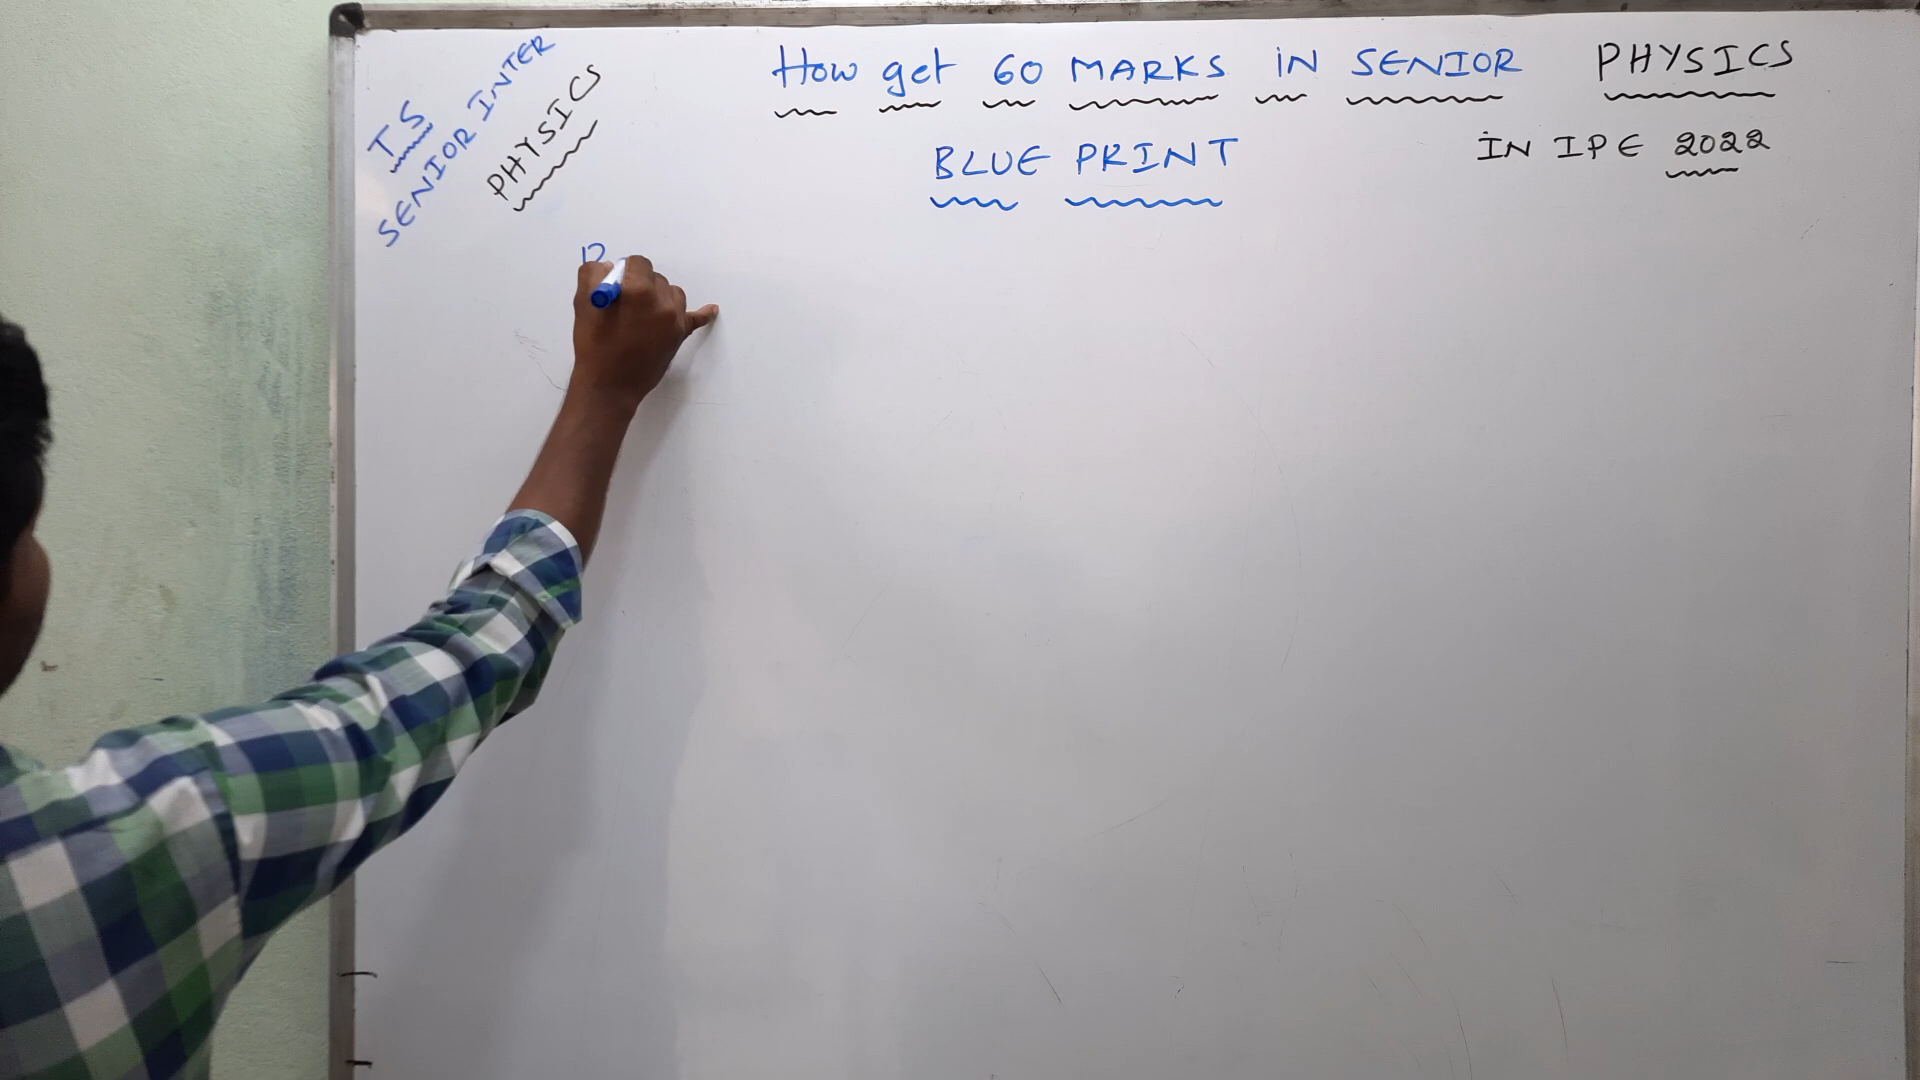 TS
SENIOR INTER
PHYSICS
How get 60 MARKS iN SENIOR PHYSICS
BLUE PRINT
IN IPE 2022